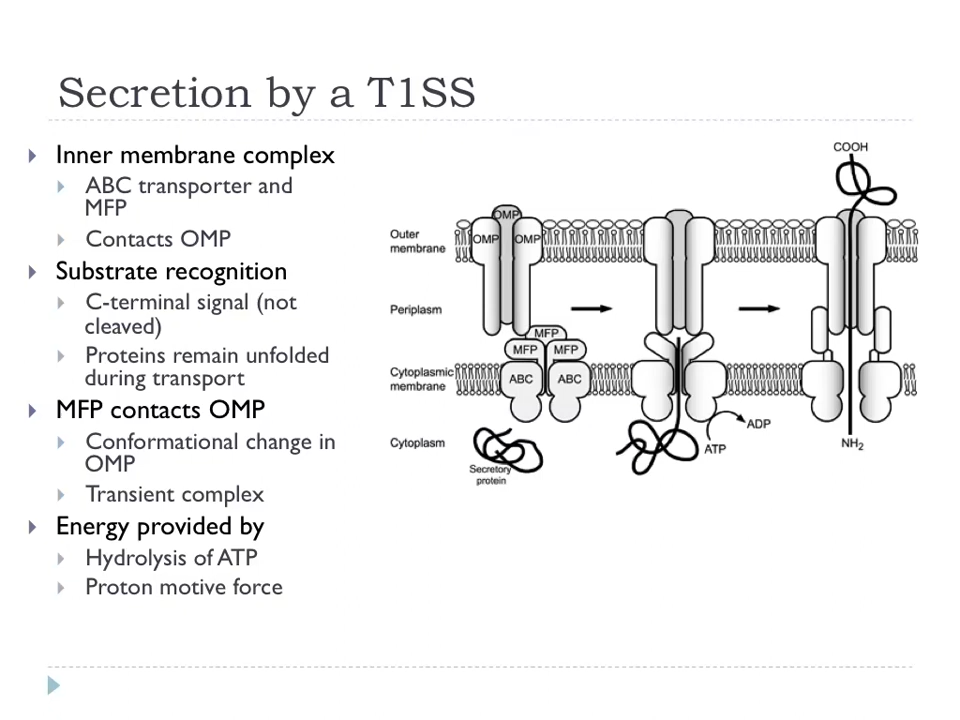 Secretion by a T1SS
Inner membrane complex
ABC transporter and
MFP
Contacts OMP
Substrate recognition
C-terminal signal (not
cleaved)
Proteins remain unfolded
during transport
MFP contacts OMP
Conformational change in
OMP
Transient complex
Energy provided by
Hydrolysis of ATP
Proton motive force
COOH
OMP
Outer
membrane
OMP
OMP
Periplasm
MFP
MFP
MFP
Cytoplasmic
membrane
ABC
ABC
ADP
Cytoplasm
ATP
NH2
Secretory
protein